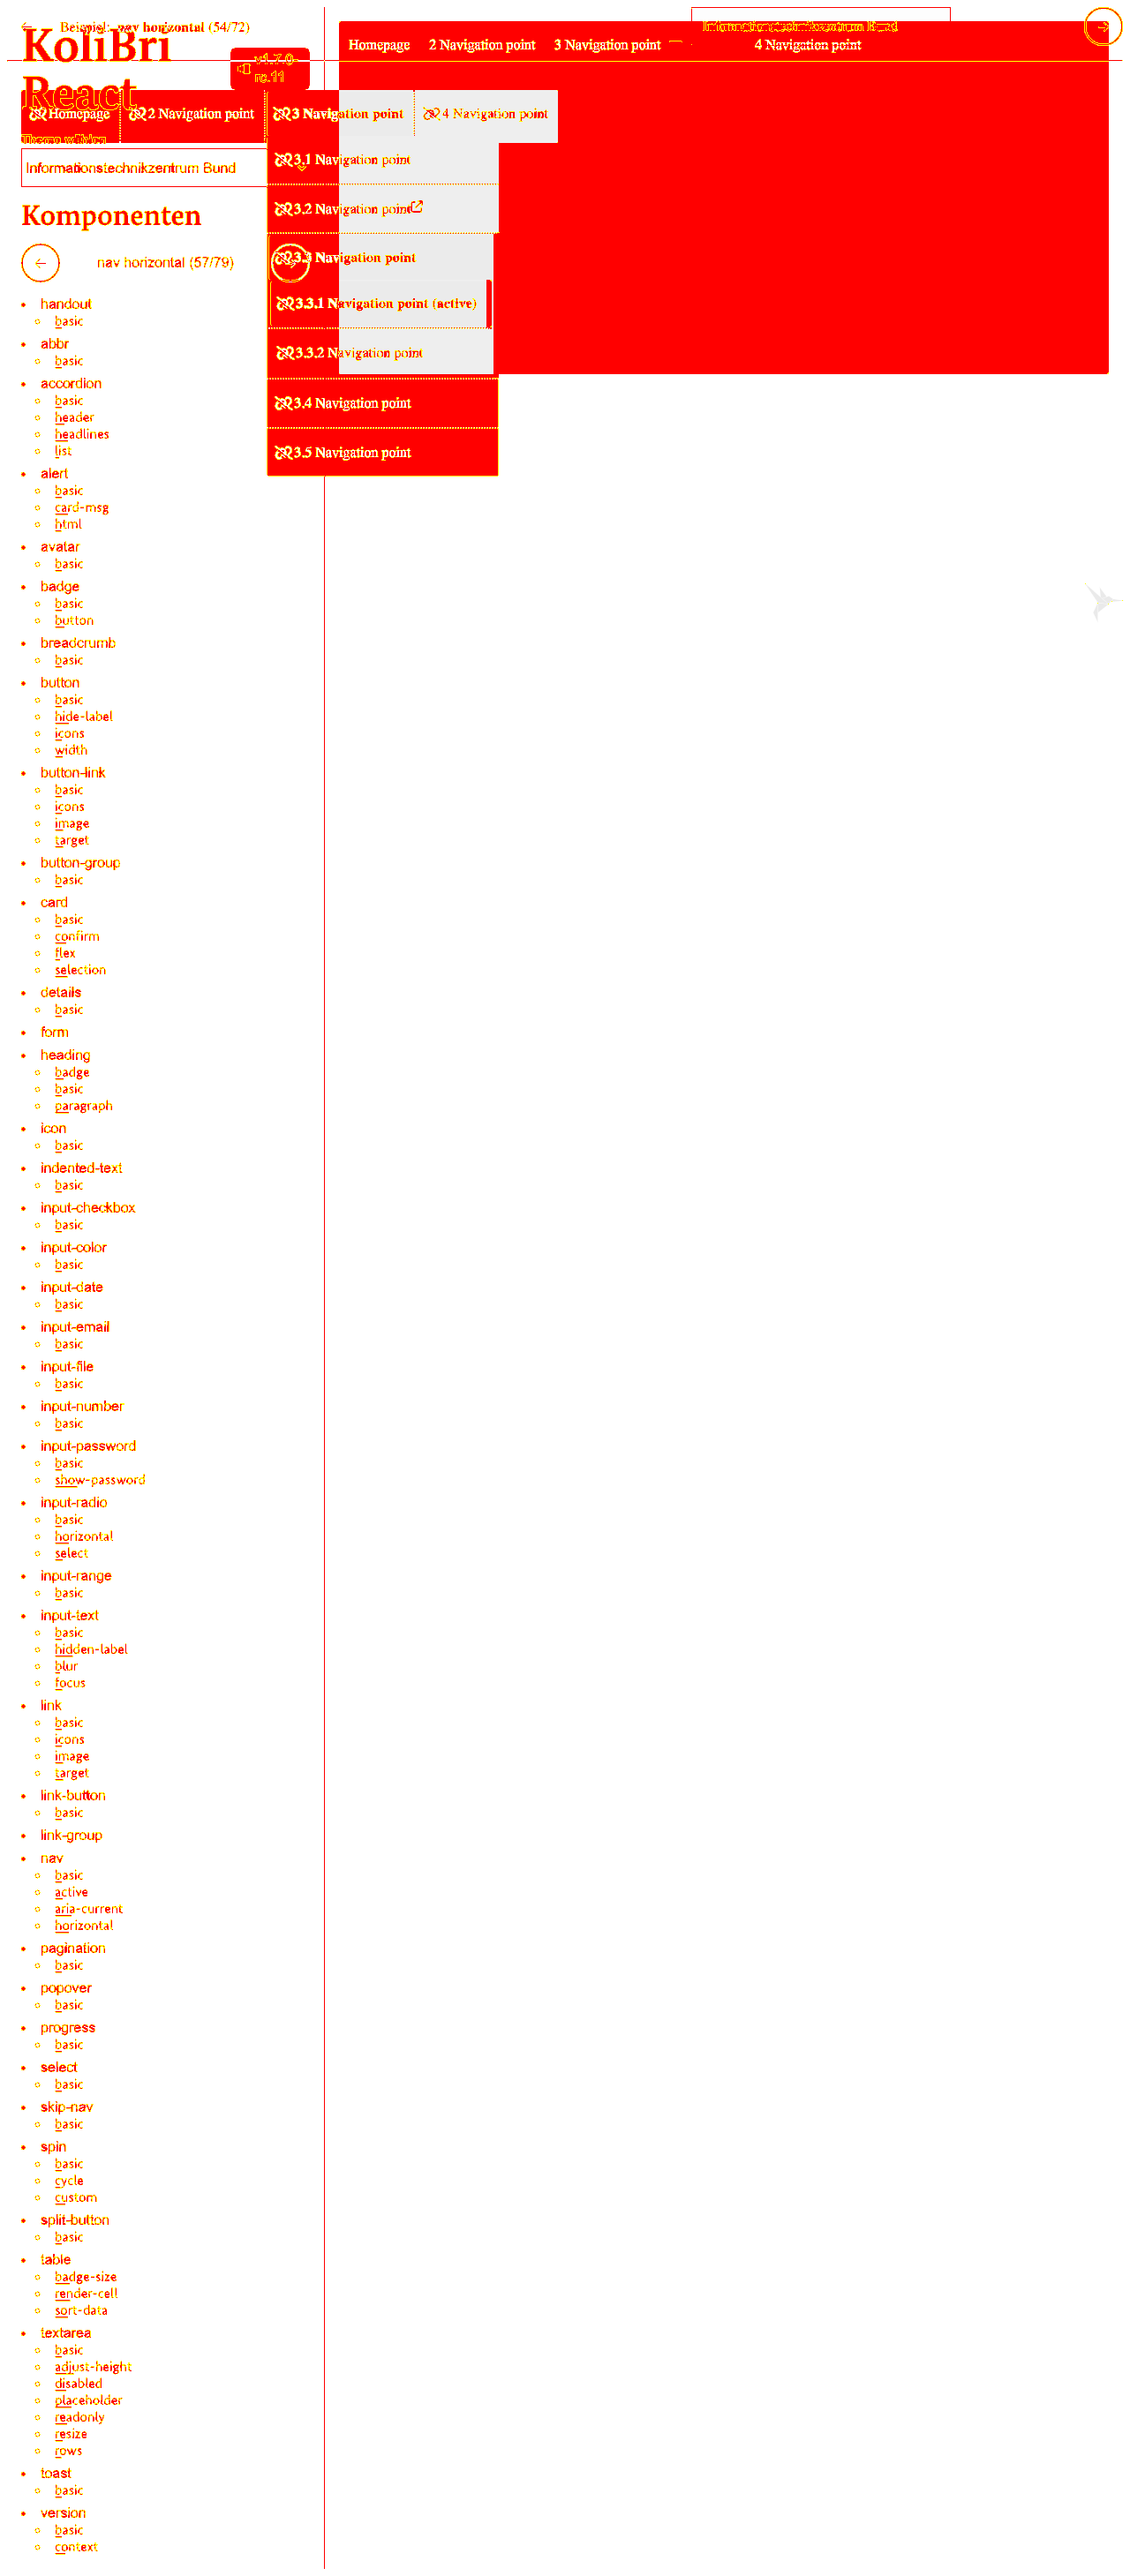 Beispiel: nav horizontal (54/72)
Informationstechnikzentrum Bund
KoliBri
React
v1.7.0-
rc.11
Homepage
2 Navigation point
3 Navigation point
4 Navigation point
Homepage
2 Navigation point
3 Navigation point
4 Navigation point
3.1 Navigation point
3.2 Navigation point
3.3 Navigation point
3.3.1 Navigation point (active)
3.3.2 Navigation point
3.4 Navigation point
3.5 Navigation point
Informationstechnikzentrum Bund
Komponenten
nav horizontal (57/79)
handout
basic
abbr
basic
accordion
basic
header
headlines
list
alert
basic
card-msg
html
avatar
basic
badge
basic
button
breadcrumb
basic
button
basic
hide-label
icons
width
button-link
basic
icons
image
target
button-group
basic
card
basic
confirm
flex
selection
details
basic
form
heading
badge
basic
paragraph
icon
basic
indented-text
basic
input-checkbox
basic
input-color
basic
input-date
basic
input-email
basic
input-file
basic
input-number
basic
input-password
basic
show-password
input-radio
basic
horizontal
select
input-range
basic
input-text
basic
hidden-label
blur
focus
link
basic
icons
image
target
link-button
basic
link-group
nav
basic
active
aria-current
horizontal
pagination
basic
popover
basic
progress
basic
select
basic
skip-nav
basic
spin
basic
cycle
custom
split-button
basic
table
badge-size
render-cell
sort-data
textarea
basic
adjust-height
disabled
placeholder
readonly
resize
rows
toast
basic
version
basic
context